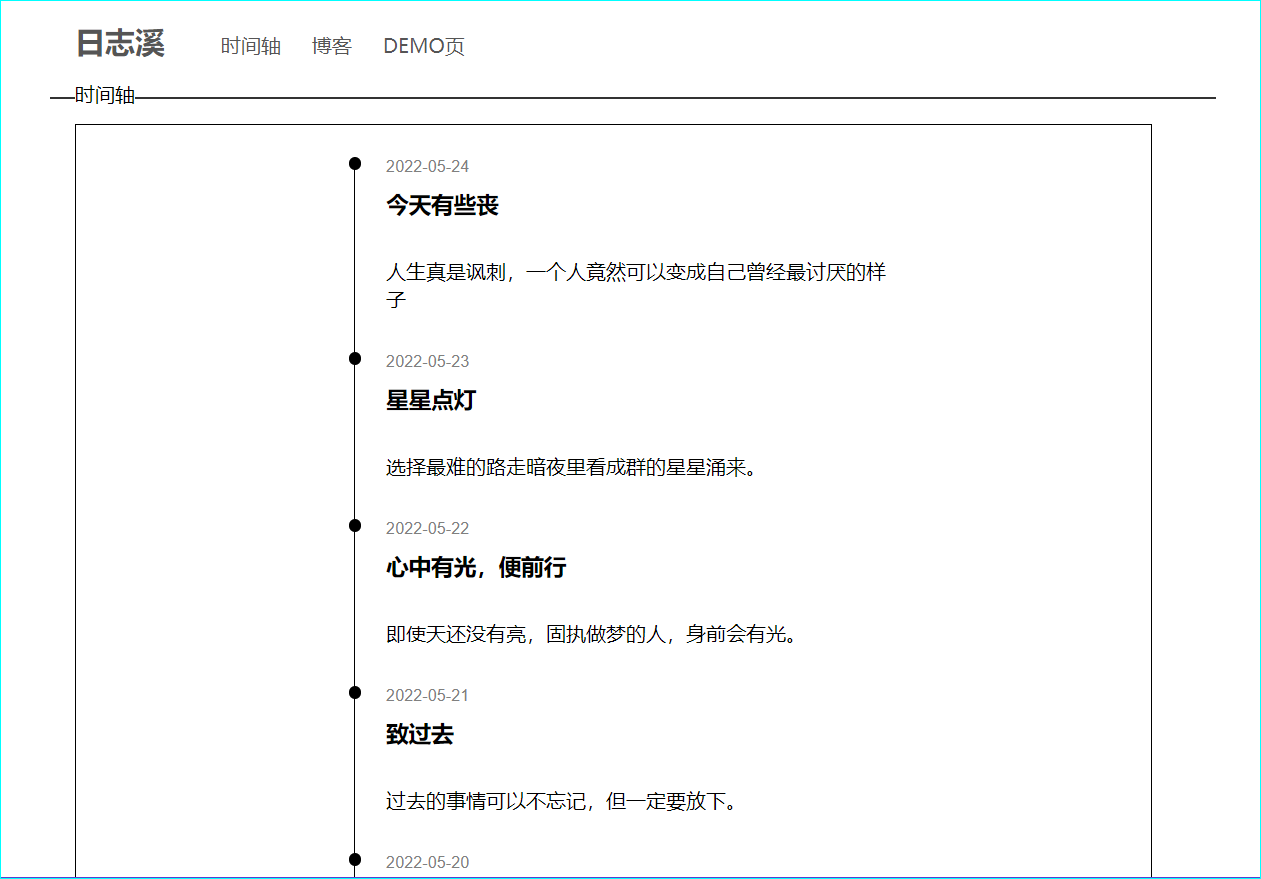 日志溪 时间轴 博客 DEMO页
时间轴
2022-05-24
今天有些丧
人生真是讽刺，一个人竟然可以变成自己曾经最讨厌的样
子
2022-05-23
星星点灯
选择最难的路走暗夜里看成群的星星涌来。
2022-05-22
心中有光，便前行
即使天还没有亮，固执做梦的人，身前会有光。
2022-05-21
致过去
过去的事情可以不忘记，但一定要放下。
2022-05-20